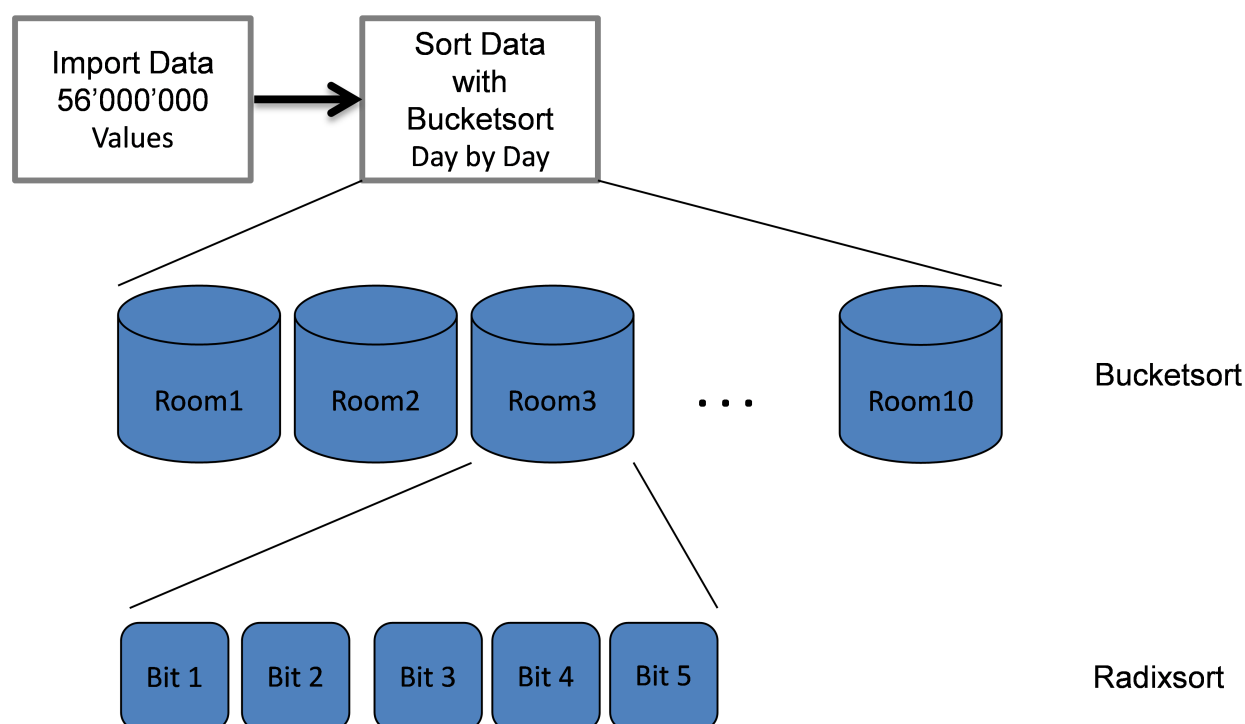 Import Data
56’000’000
Values
Sort Data
with
Bucketsort
Day by Day
Room1
Room2
Room3
. . .
Room10
Bucketsort
Bit 1
Bit 2
Bit 3
Bit 4
Bit 5
Radixsort